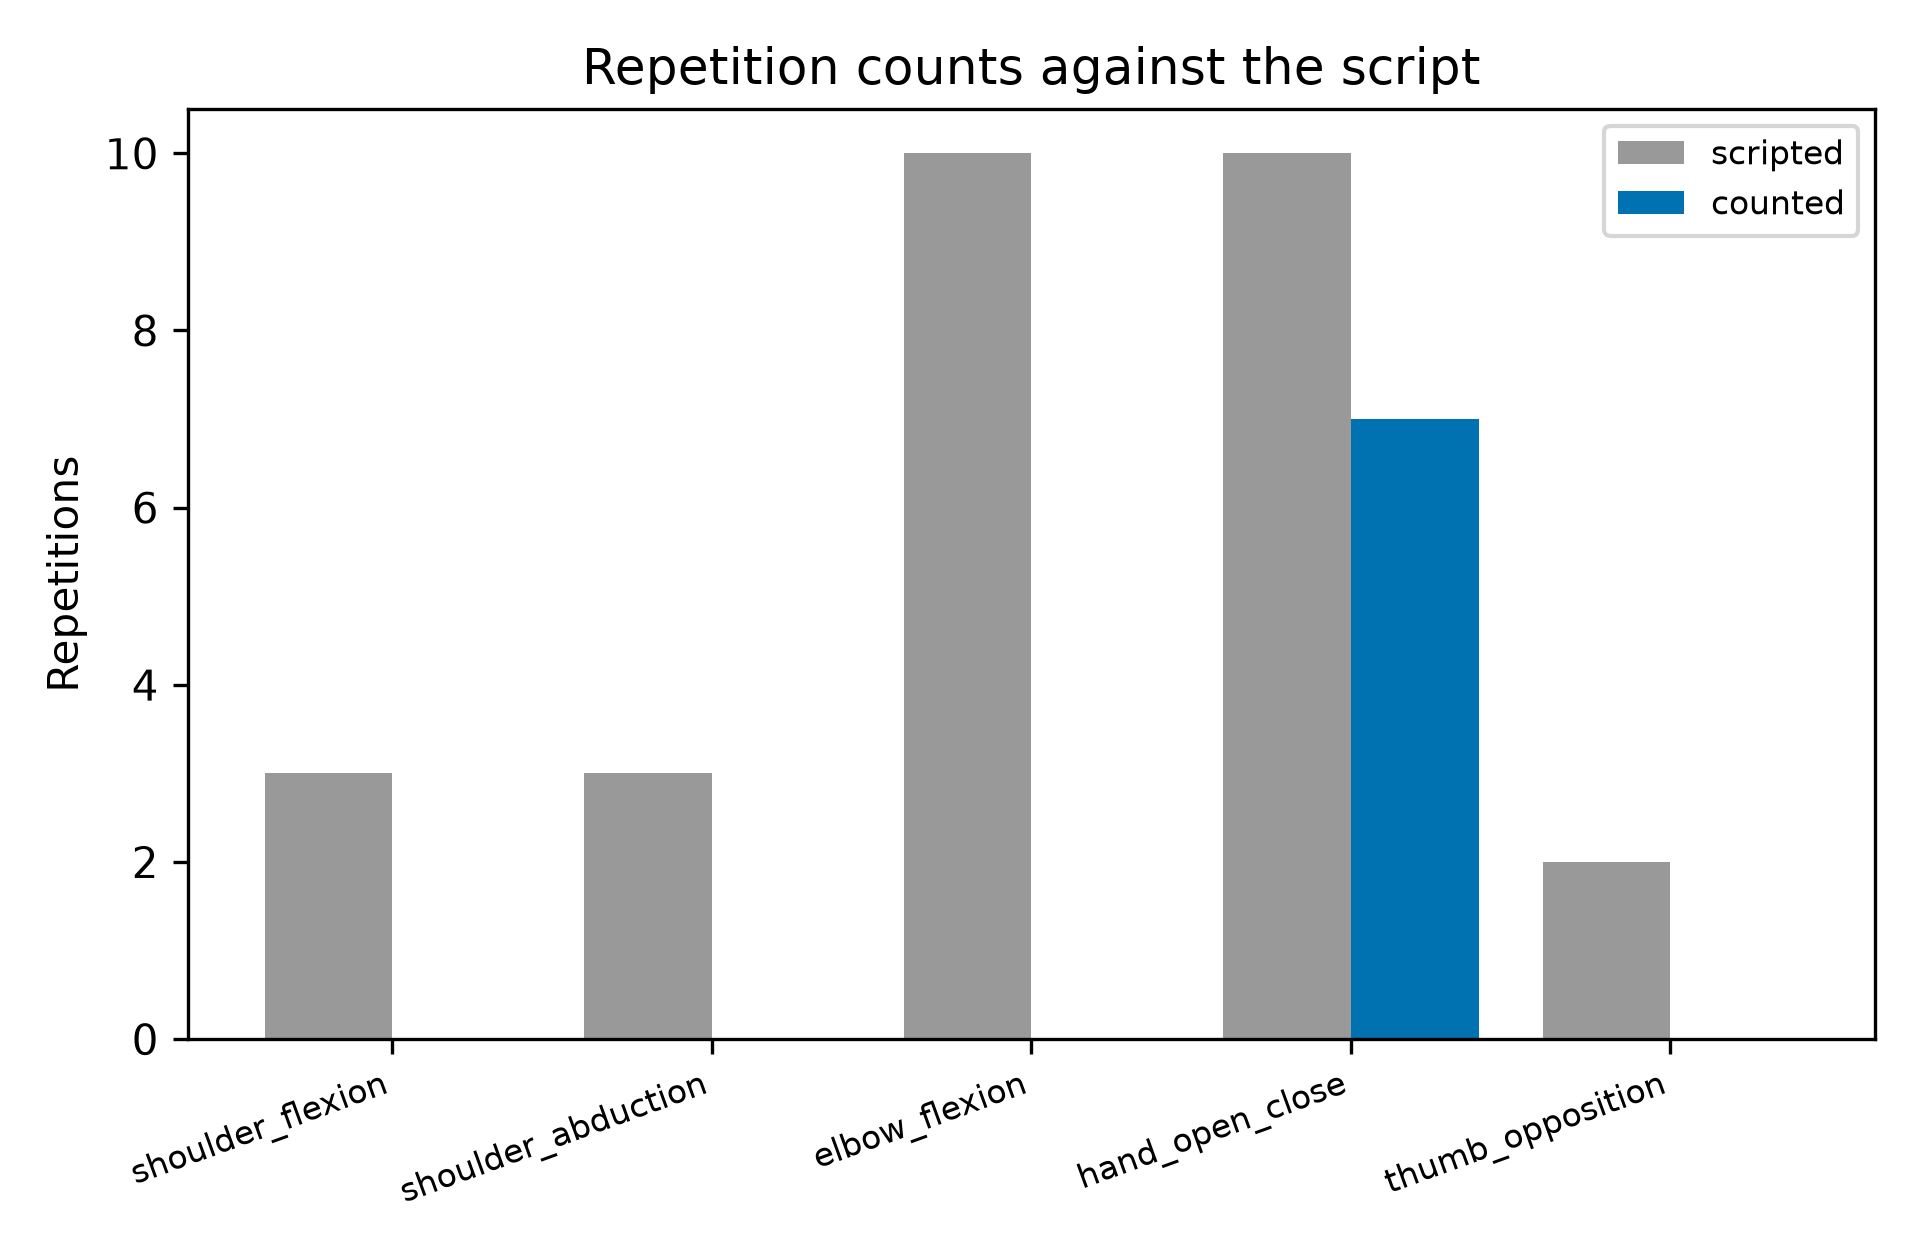 Repetition counts against the script
scripted
counted
Repetitions
10
8
6
4
2
0
shoulder_flexion
shoulder_abduction
elbow_flexion
hand_open_close
thumb_opposition